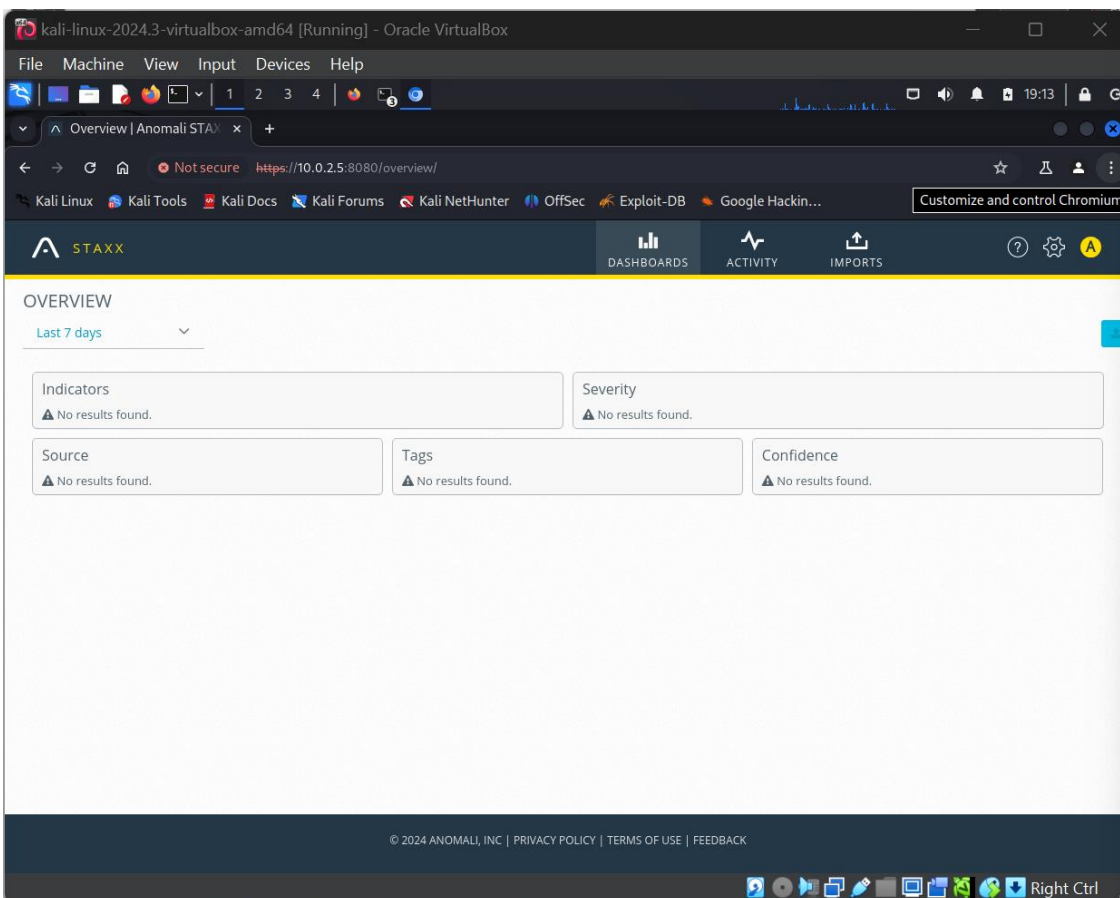 kali-linux-2024.3-virtualbox-amd64 [Running] - Oracle VirtualBox
File Machine View Input Devices Help
1 2 3 4 3 19:13
Overview | Anomali STAX
Not secure https://10.0.2.5:8080/overview/
Kali Linux Kali Tools Kali Docs Kali Forums Kali NetHunter OffSec Exploit-DB Google Hackin... Customize and control Chromium
STAXX DASHBOARDS ACTIVITY IMPORTS ? A
OVERVIEW
Last 7 days
Indicators Severity
No results found. No results found.
Source Tags Confidence
No results found. No results found. No results found.
© 2024 ANOMALI, INC | PRIVACY POLICY | TERMS OF USE | FEEDBACK
Right Ctrl